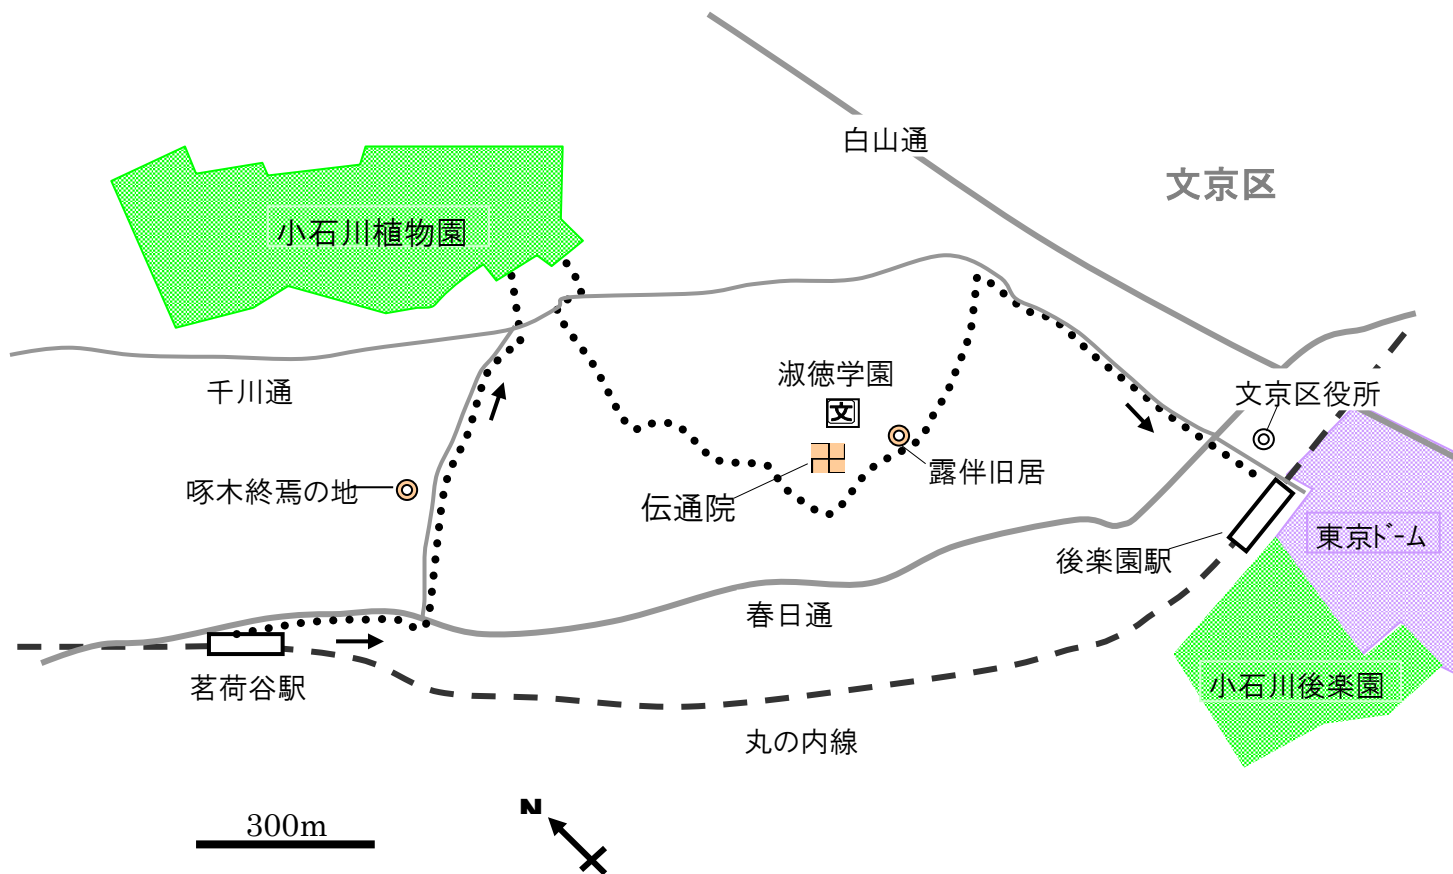 白山通
文京区
小石川植物園
淑徳学園
文
千川通
文京区役所
啄木終焉の地
露伴旧居
伝通院
東京ﾄﾞｰﾑ
後楽園駅
春日通
茗荷谷駅
小石川後楽園
丸の内線
N
300m